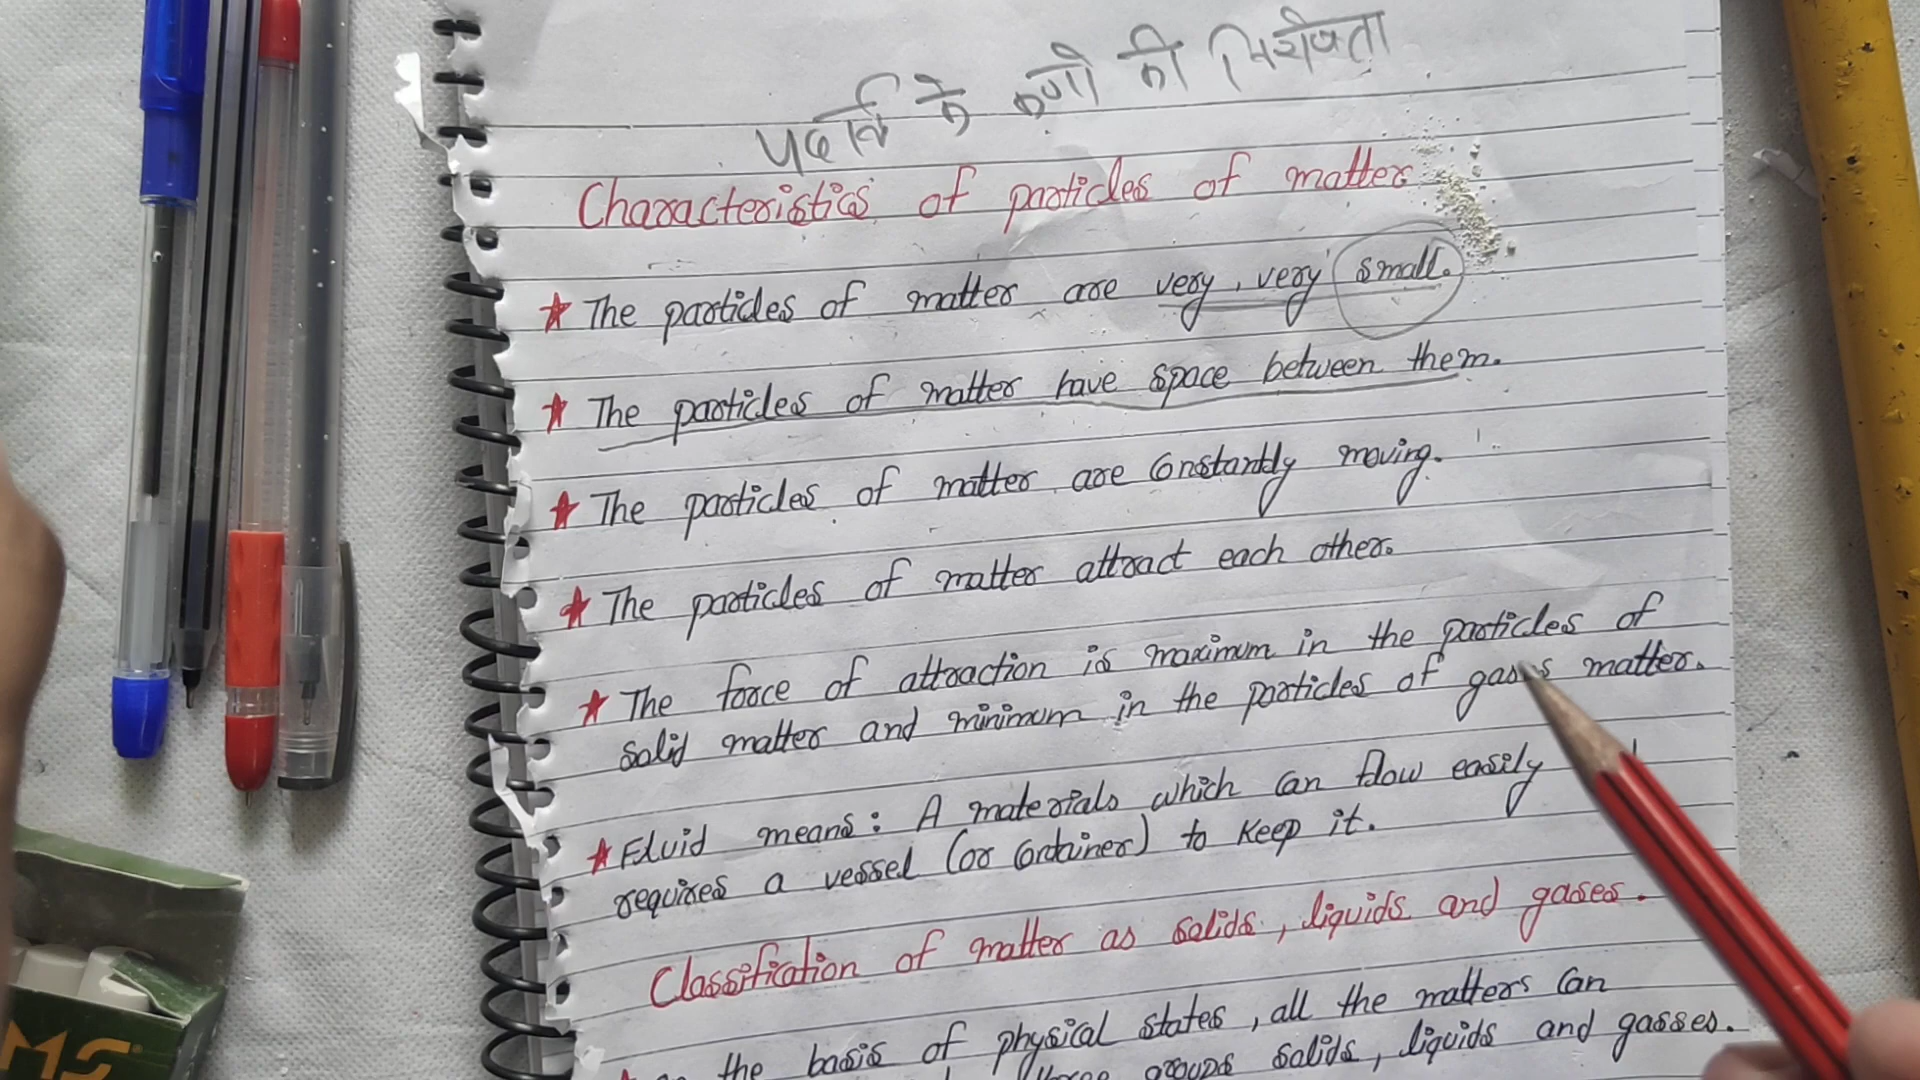 पदार्थ के कणो की विशेषता
Characteristics of particles of matter
★ The particles of matter are very, very small.
★ The particles of matter have space between them.
★ The particles of matter are Constantly moving.
★ The particles of matter attract each other.
★ The force of attraction is maximum in the particles of
solid matter and minimum in the particles of matter.
★ Fluid means: A materials which can flow easily
requires a vessel (or Container) to Keep it.
Classification of matter as solids, liquids and gases.
the basis of physical states, all the matters can
groups solids, liquids and gasses.
MS